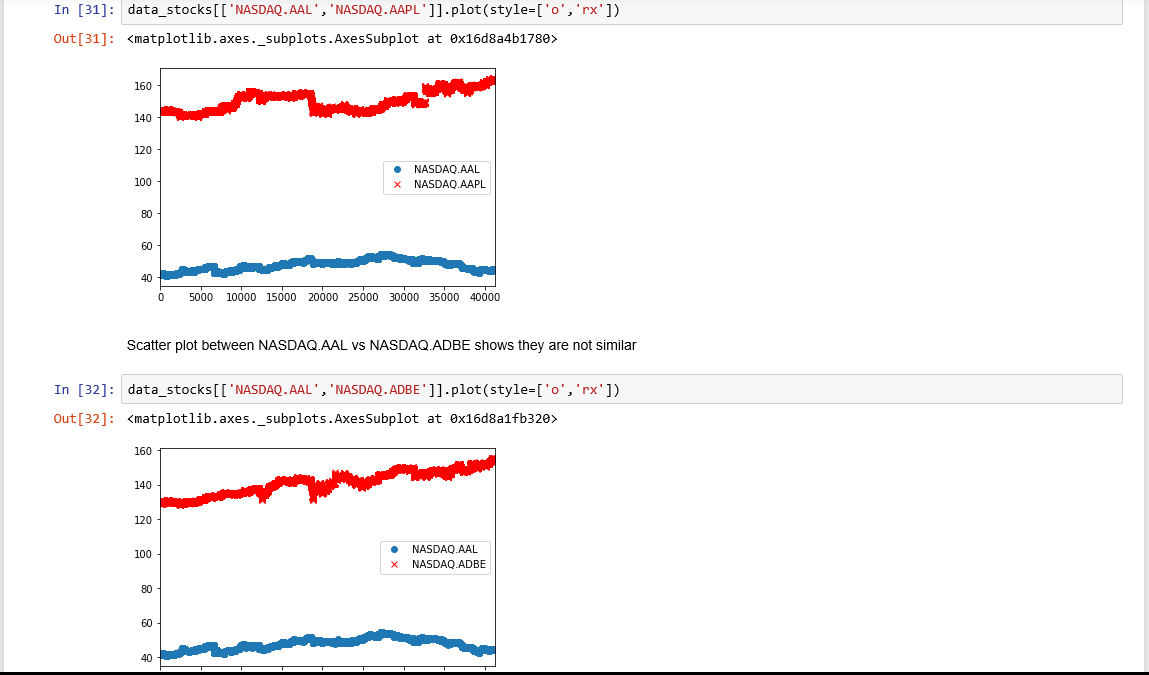 In [31]: data_stocks[['NASDAQ.AAL','NASDAQ.AAPL']].plot(style=['o','rx'])
Out[31]: <matplotlib.axes._subplots.AxesSubplot at 0x16d8a4b1780>
160
140
120
100
80
60
40
NASDAQ.AAL
NASDAQ.AAPL
0 5000 10000 15000 20000 25000 30000 35000 40000
Scatter plot between NASDAQ.AAL vs NASDAQ.ADBE shows they are not similar
In [32]: data_stocks[['NASDAQ.AAL','NASDAQ.ADBE']].plot(style=['o','rx'])
Out[32]: <matplotlib.axes._subplots.AxesSubplot at 0x16d8a1fb320>
160
140
120
100
80
60
40
NASDAQ.AAL
NASDAQ.ADBE